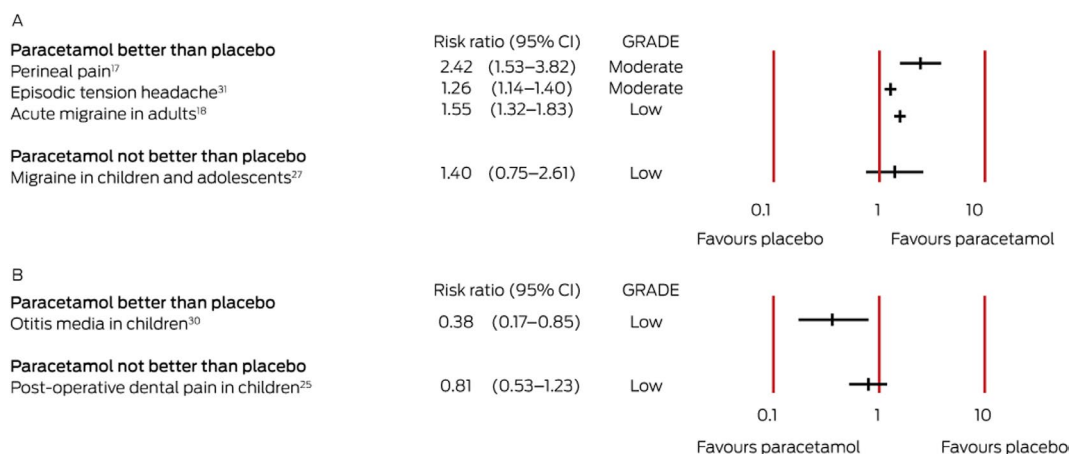 A
Paracetamol better than placebo Risk ratio (95% CI) GRADE
Perineal pain¹⁷ 2.42 (1.53–3.82) Moderate
Episodic tension headache³¹ 1.26 (1.14–1.40) Moderate
Acute migraine in adults¹⁸ 1.55 (1.32–1.83) Low
Paracetamol not better than placebo
Migraine in children and adolescents²⁷ 1.40 (0.75–2.61) Low
0.1 1 10
Favours placebo Favours paracetamol
B
Paracetamol better than placebo Risk ratio (95% CI) GRADE
Otitis media in children³⁰ 0.38 (0.17–0.85) Low
Paracetamol not better than placebo
Post-operative dental pain in children²⁵ 0.81 (0.53–1.23) Low
0.1 1 10
Favours paracetamol Favours placebo